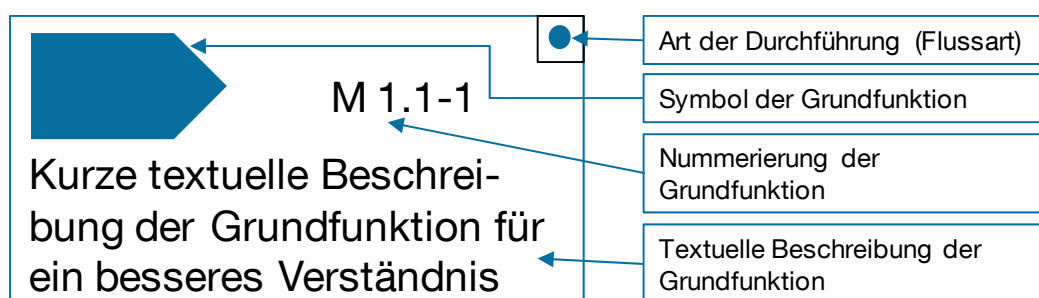 M 1.1-1
Kurze textuelle Beschrei-
bung der Grundfunktion für
ein besseres Verständnis
Art der Durchführung (Flussart)
Symbol der Grundfunktion
Nummerierung der
Grundfunktion
Textuelle Beschreibung der
Grundfunktion